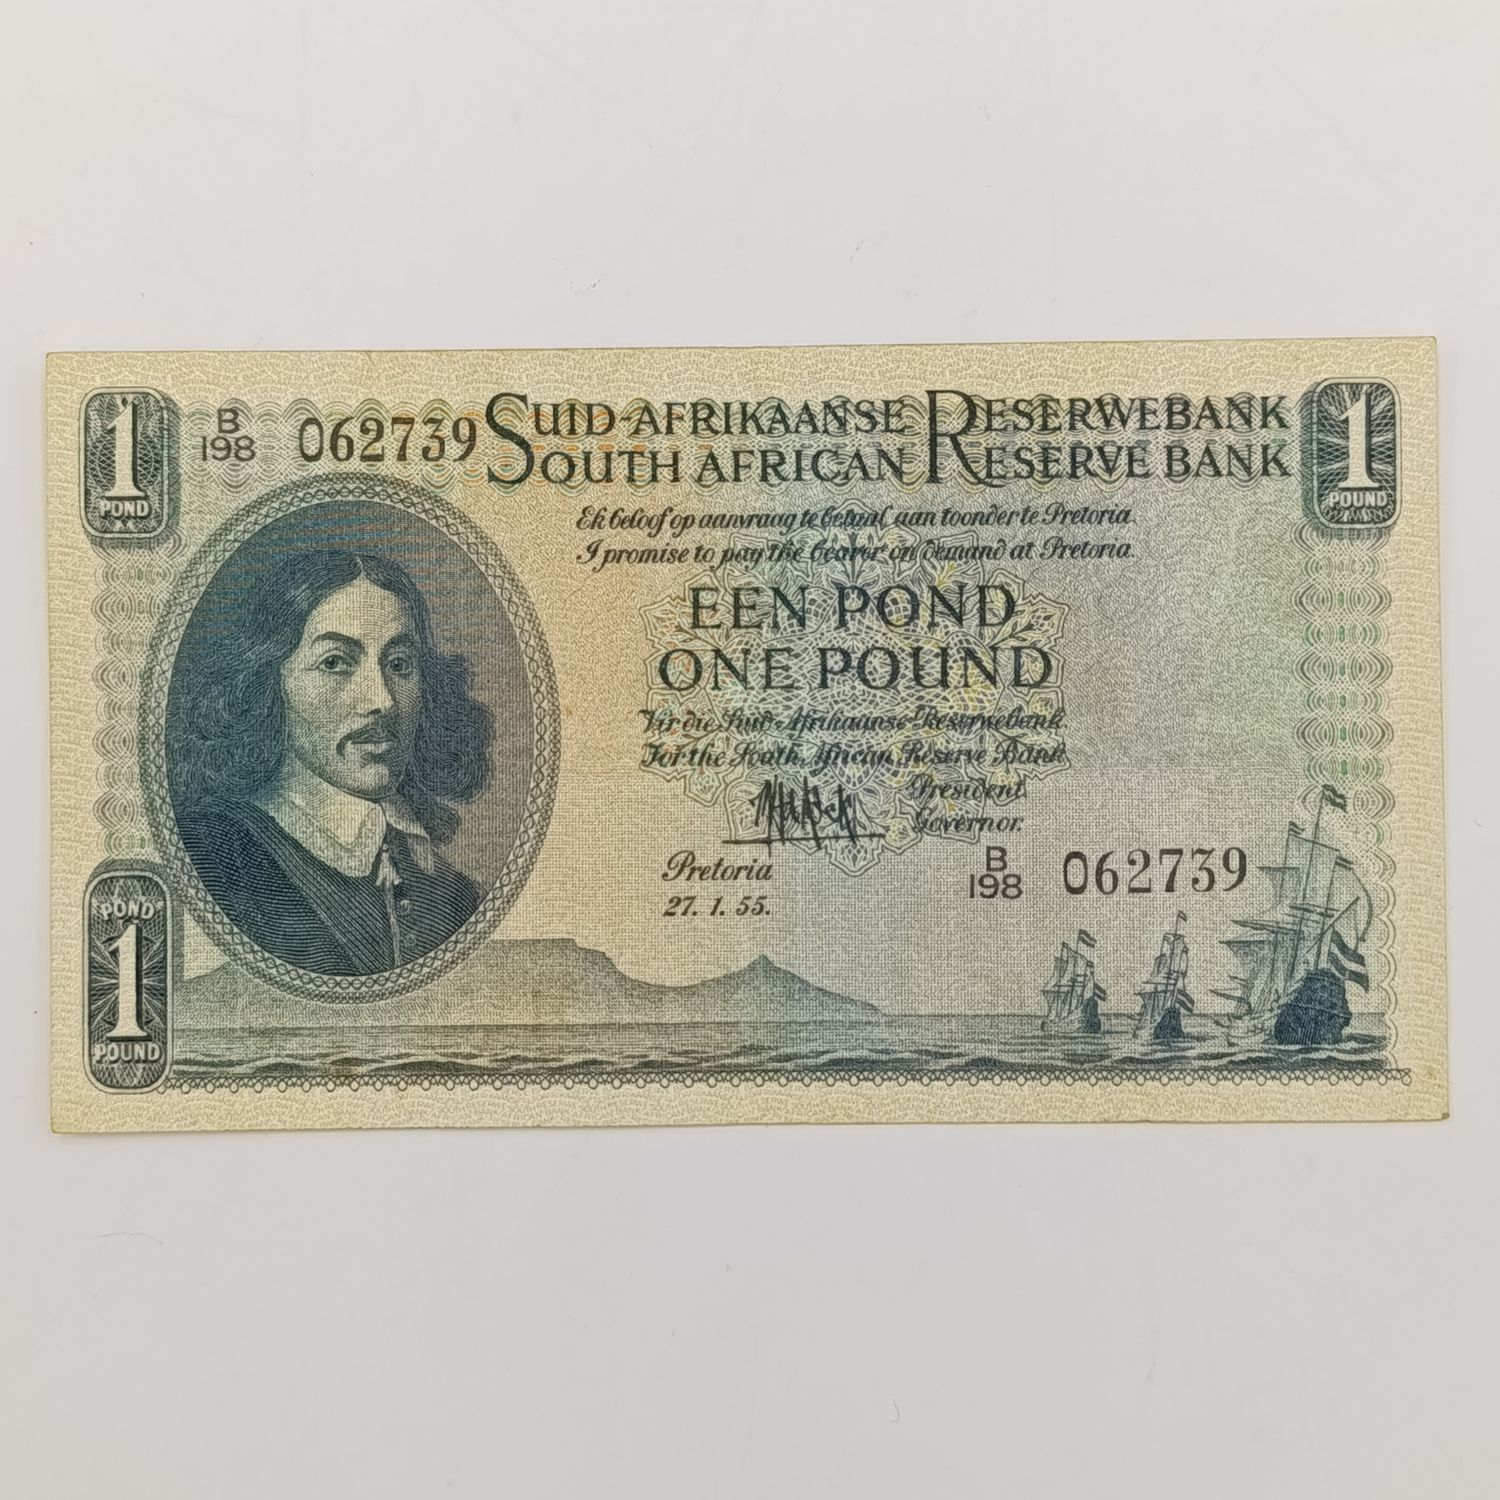 1
POND
B
198
062739
SUID-AFRIKAANSE RESERWEBANK
SOUTH AFRICAN RESERVE BANK
1
POUND
Ek beloof op aanvraag te betaal aan toonder te Pretoria.
I promise to pay the bearer on demand at Pretoria.
EEN POND
ONE POUND
Vir die Suid-Afrikaanse Reserwebank.
For the South African Reserve Bank
President.
Governor.
Pretoria
27. 1. 55.
B
198
062739
POND
1
POUND